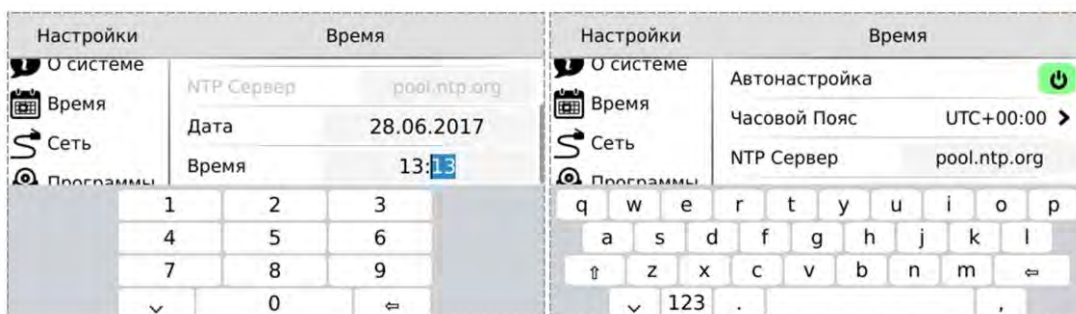 Настройки
Время
О системе
Время
Сеть
Программы
NTP Сервер
pool.ntp.org
Дата
28.06.2017
Время
13:13
1 2 3
4 5 6
7 8 9
0
Настройки
Время
О системе
Время
Сеть
Программы
Автонастройка
Часовой Пояс
UTC+00:00 >
NTP Сервер
pool.ntp.org
q w e r t y u i o p
a s d f g h j k l
⇧ z x c v b n m ⇦
123 . ,